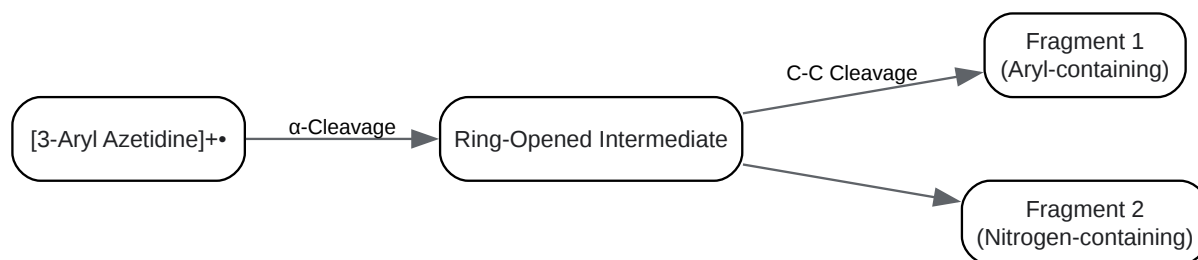 [3-Aryl Azetidine]+•
α-Cleavage
Ring-Opened Intermediate
C-C Cleavage
Fragment 1
(Aryl-containing)
Fragment 2
(Nitrogen-containing)